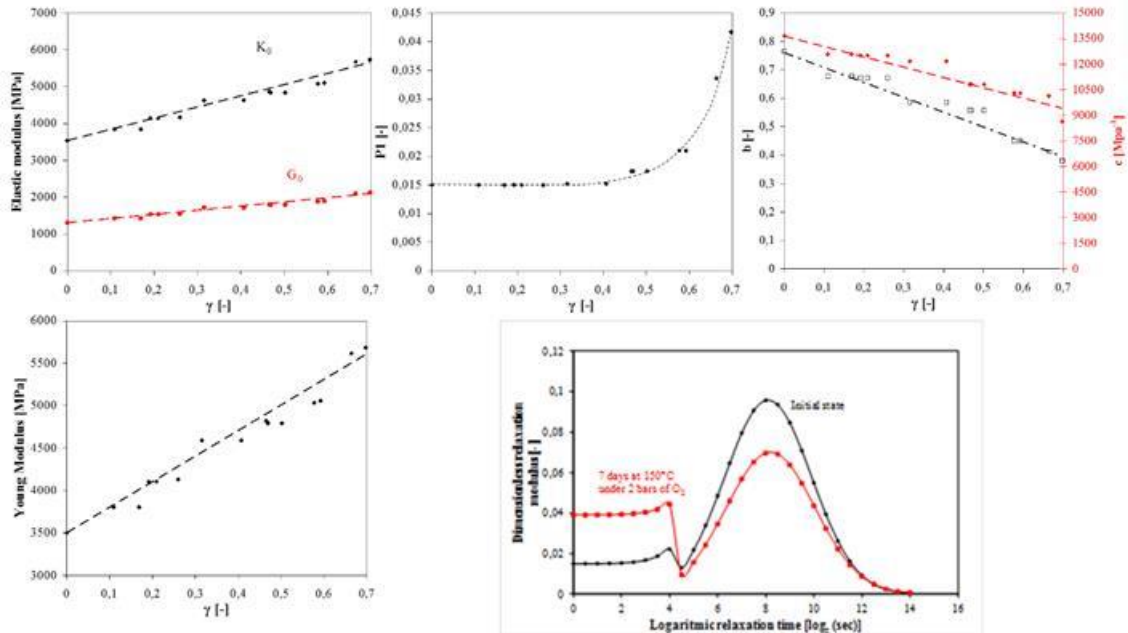 7000
6000
5000
4000
3000
2000
1000
0
Elastic modulus [MPa]
K₀
G₀
0 0,1 0,2 0,3 0,4 0,5 0,6 0,7
γ [-]
0,045
0,04
0,035
0,03
0,025
0,02
0,015
0,01
0,005
0
P1 [-]
0 0,1 0,2 0,3 0,4 0,5 0,6 0,7
γ [-]
0,9
0,8
0,7
0,6
0,5
0,4
0,3
0,2
0,1
0
b [-]
15000
13500
12000
10500
9000
7500
6000
4500
3000
1500
0
c [Mpa⁻¹]
0 0,1 0,2 0,3 0,4 0,5 0,6 0,7
γ [-]
6000
5500
5000
4500
4000
3500
3000
Young Modulus [MPa]
0 0,1 0,2 0,3 0,4 0,5 0,6 0,7
γ [-]
0,12
0,1
0,08
0,06
0,04
0,02
0
Dimensionless relaxation
modulus [-]
Initial state
7 days at 150°C
under 2 bars of O₂
0 2 4 6 8 10 12 14 16
Logaritmic relaxation time [log, (sec)]